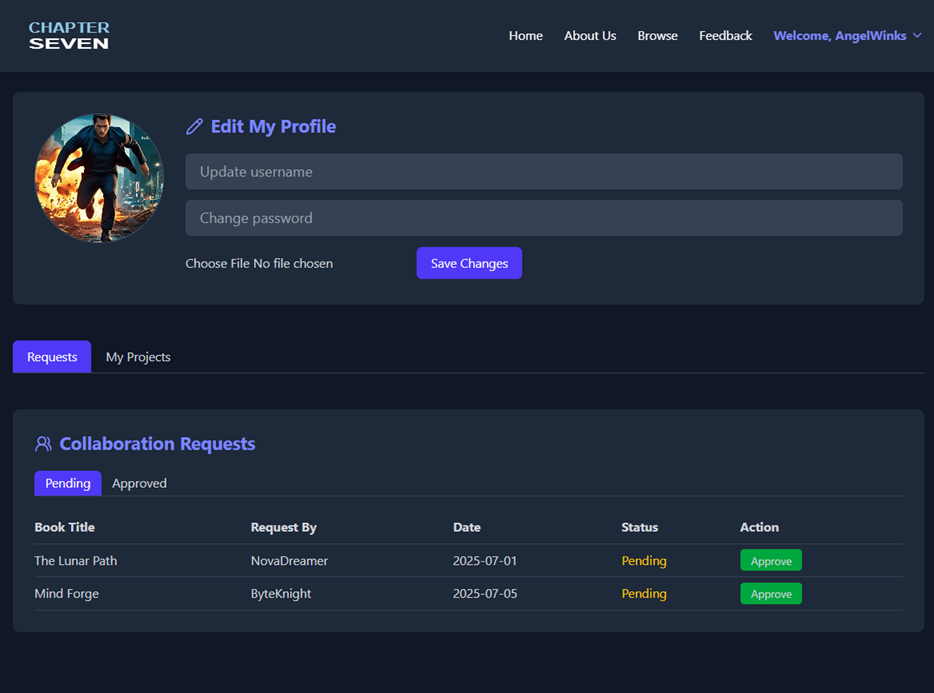 CHAPTER
SEVEN
Home About Us Browse Feedback Welcome, AngelWinks
Edit My Profile
Update username
Change password
Choose File No file chosen Save Changes
Requests My Projects
Collaboration Requests
Pending Approved
Book Title Request By Date Status Action
The Lunar Path NovaDreamer 2025-07-01 Pending Approve
Mind Forge ByteKnight 2025-07-05 Pending Approve